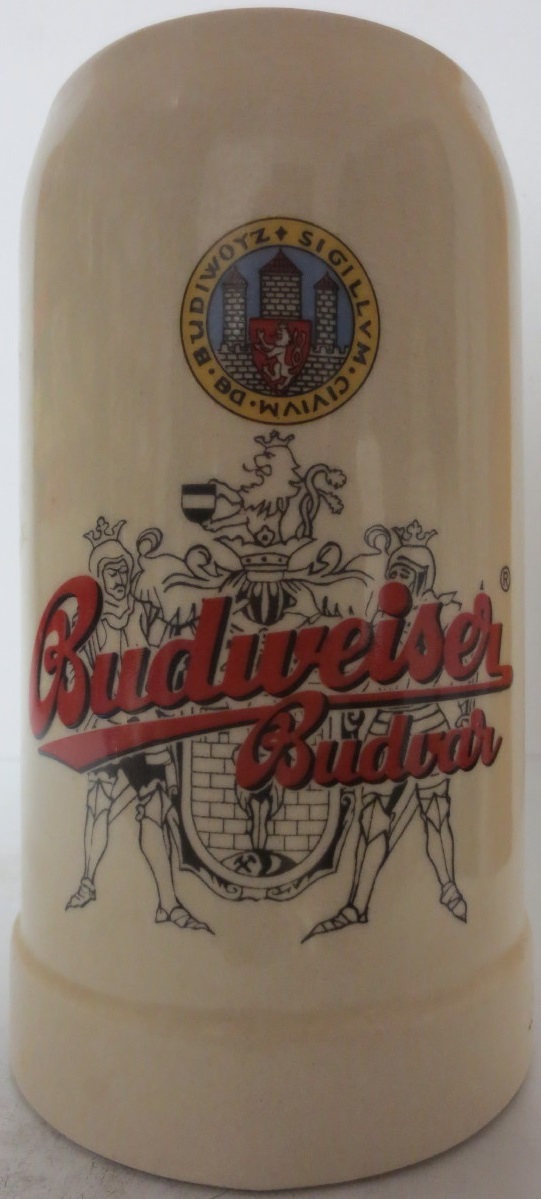 · BUDIWOYZ ✦ SIGILLVM · CIVIVM · DE
Budweiser ®
Budvar